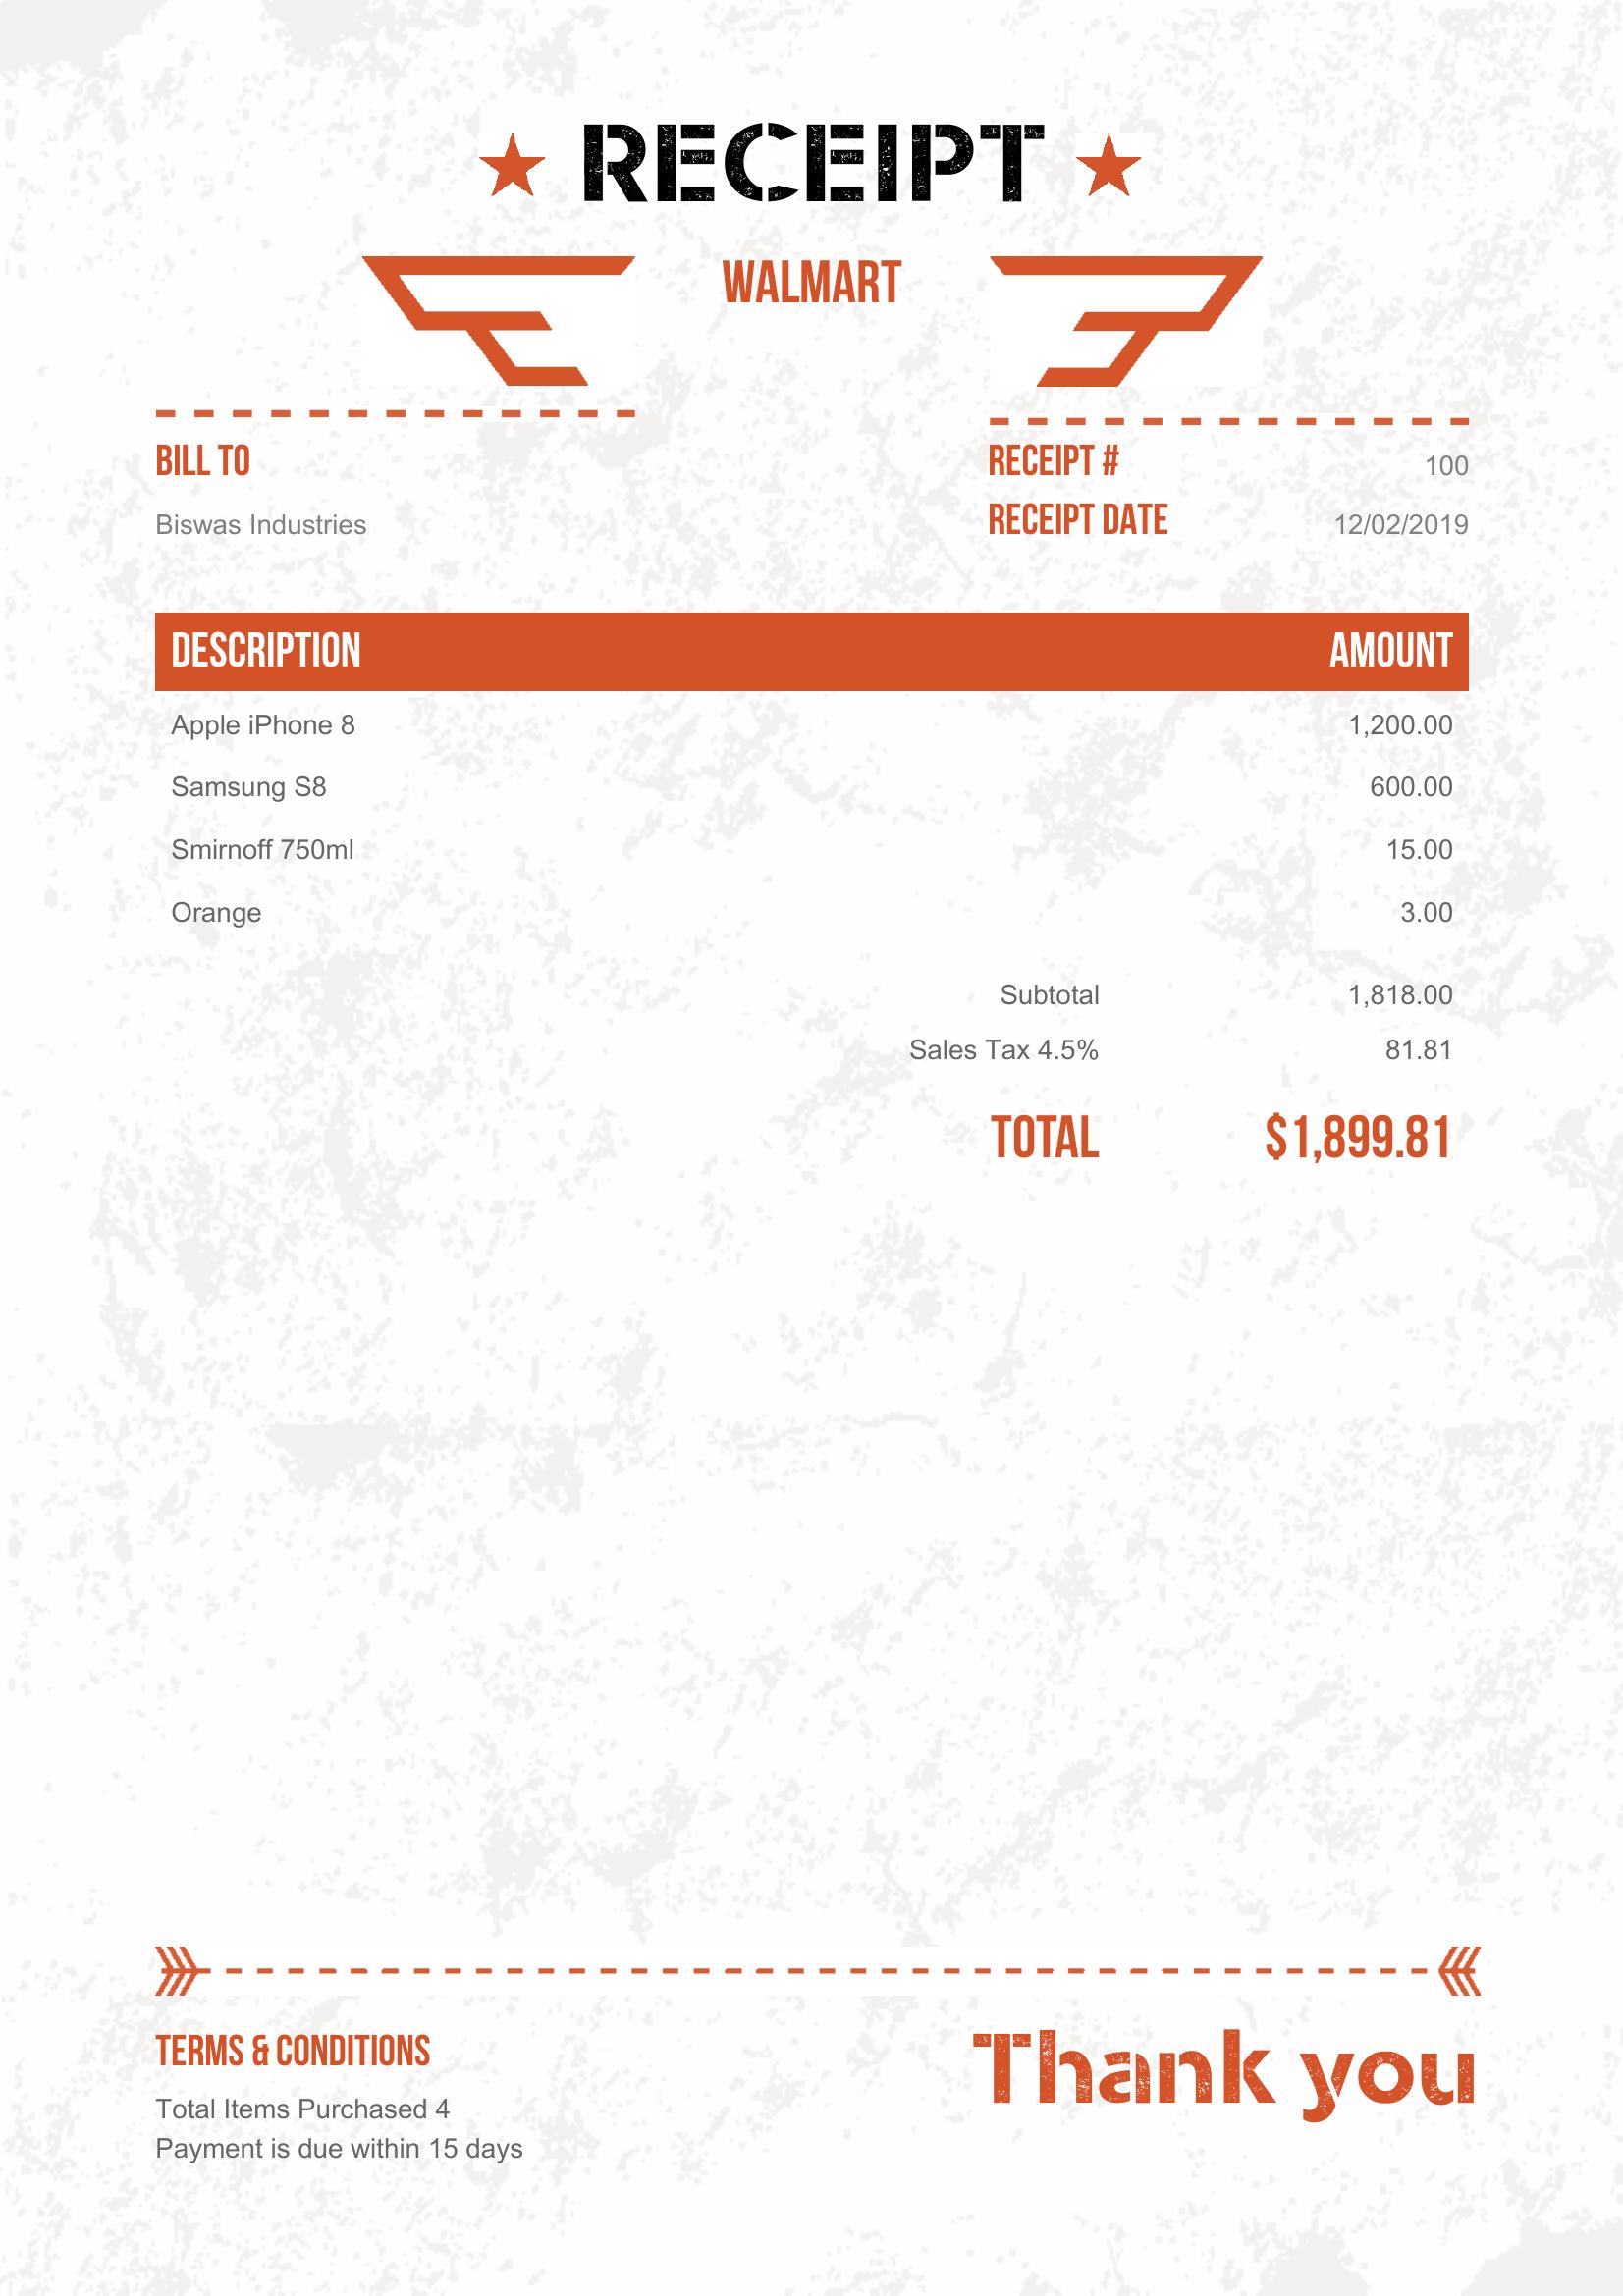 RECEIPT
WALMART
BILL TO
Biswas Industries
RECEIPT # 100
RECEIPT DATE 12/02/2019
DESCRIPTION AMOUNT
Apple iPhone 8 1,200.00
Samsung S8 600.00
Smirnoff 750ml 15.00
Orange 3.00
Subtotal 1,818.00
Sales Tax 4.5% 81.81
TOTAL $1,899.81
TERMS & CONDITIONS
Total Items Purchased 4
Payment is due within 15 days
Thank you